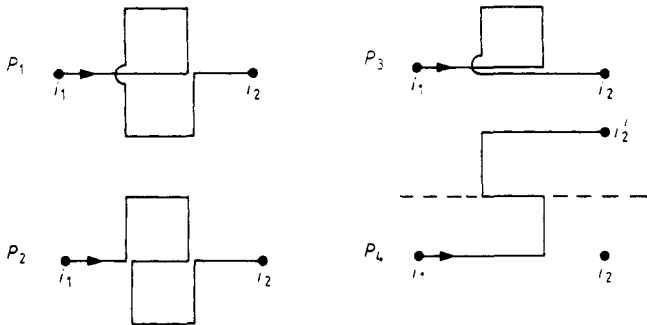 P₁ i₁ i₂
P₃ i₁ i₂
i₂'
P₂ i₁ i₂
P₄ i₁ i₂